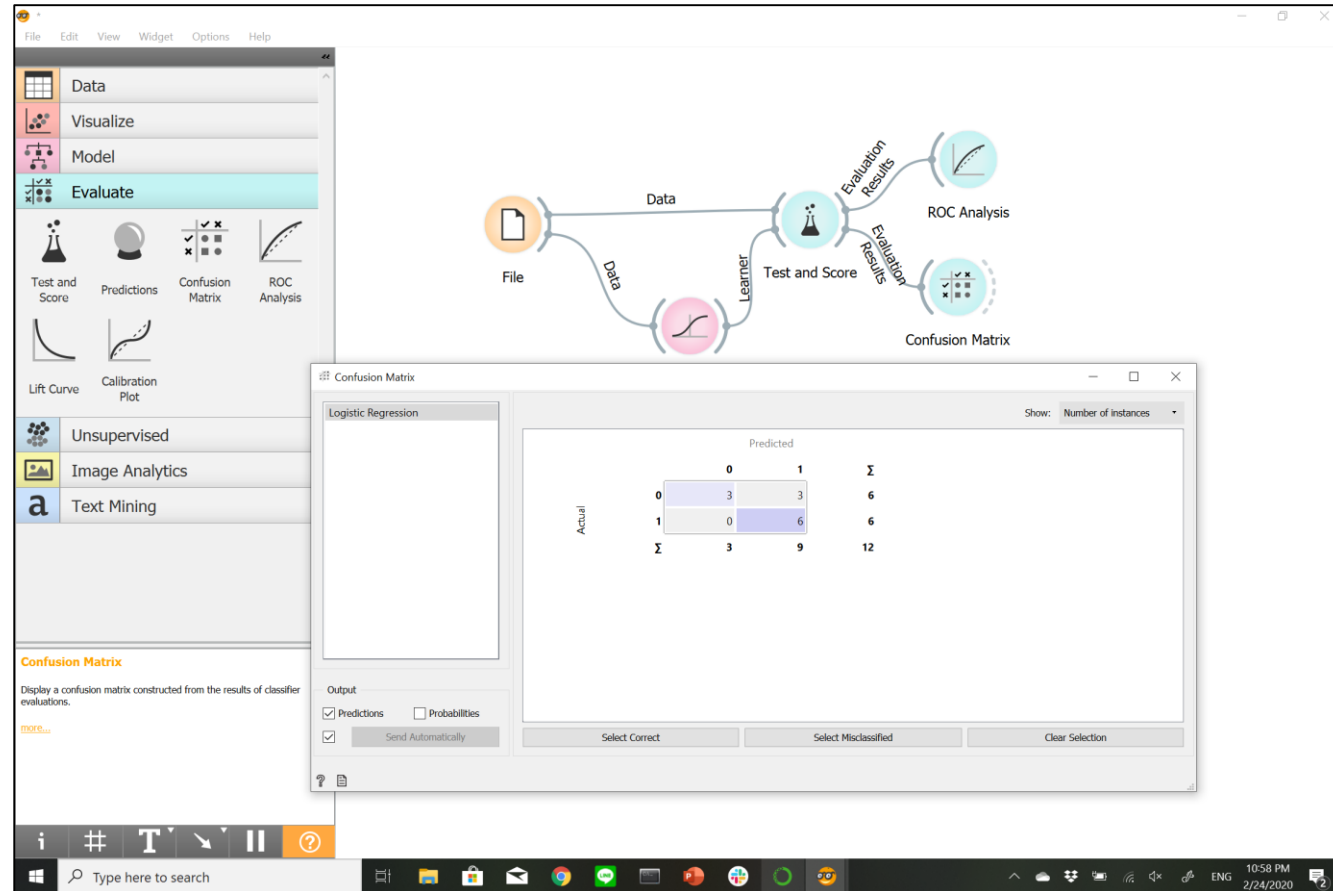 File Edit View Widget Options Help
Data
Visualize
Model
Evaluate
Test and Score
Predictions
Confusion Matrix
ROC Analysis
Lift Curve
Calibration Plot
Unsupervised
Image Analytics
a Text Mining
Confusion Matrix
Display a confusion matrix constructed from the results of classifier
evaluations.
more...
i # T ?
File
Data
Data
Learner
Test and Score
Evaluation
Results
Evaluation
Results
ROC Analysis
Confusion Matrix
Confusion Matrix
Logistic Regression
Show: Number of instances
Predicted
0 1 Σ
Actual
0 3 3 6
1 0 6 6
Σ 3 9 12
Output
Predictions Probabilities
Send Automatically
Select Correct Select Misclassified Clear Selection
?
Type here to search
LINE
ENG
10:58 PM
2/24/2020
2